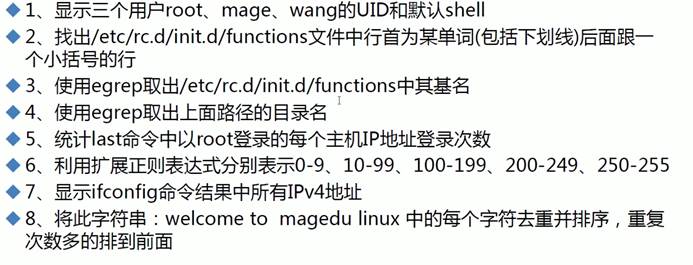 1、显示三个用户root、mage、wang的UID和默认shell
2、找出/etc/rc.d/init.d/functions文件中行首为某单词(包括下划线)后面跟一
个小括号的行
3、使用egrep取出/etc/rc.d/init.d/functions中其基名
4、使用egrep取出上面路径的目录名
5、统计last命令中以root登录的每个主机IP地址登录次数
6、利用扩展正则表达式分别表示0-9、10-99、100-199、200-249、250-255
7、显示ifconfig命令结果中所有IPv4地址
8、将此字符串：welcome to  magedu linux 中的每个字符去重并排序，重复
次数多的排到前面